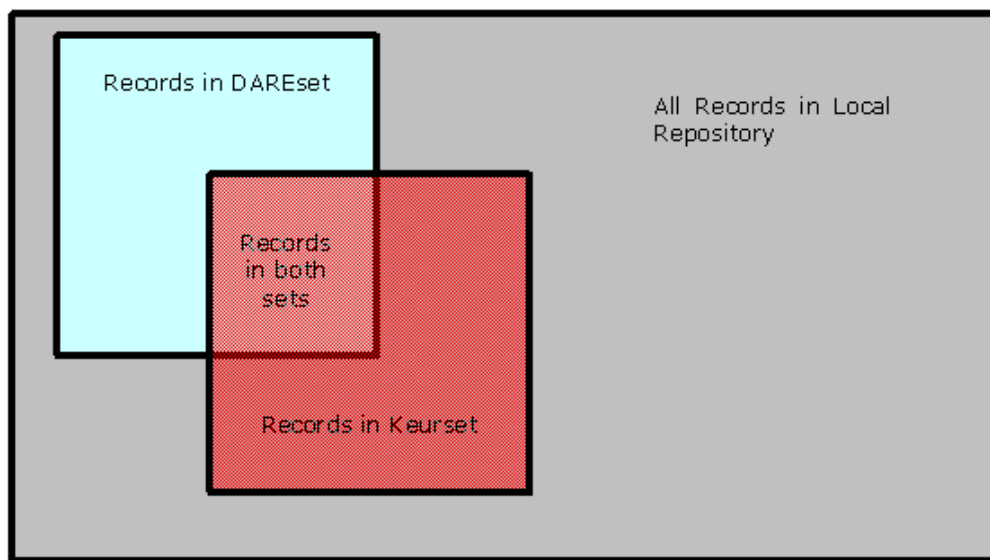 Records in DAREset
All Records in Local
Repository
Records
in both
sets
Records in Keurset